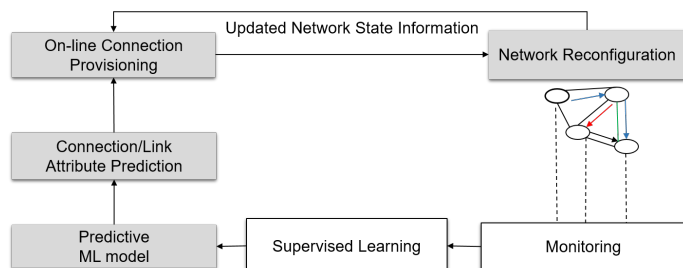 Updated Network State Information
On-line Connection
Provisioning
Network Reconfiguration
Connection/Link
Attribute Prediction
Predictive
ML model
Supervised Learning
Monitoring